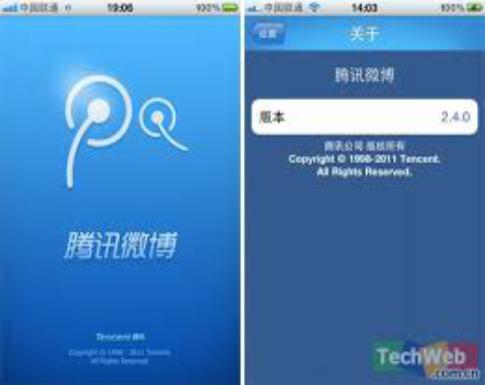 中国联通
19:06
100%
腾讯微博
Tencent 腾讯
Copyright © 1998 - 2011 Tencent
All Rights Reserved
中国联通
14:03
100%
设置
关于
腾讯微博
版本
2.4.0
腾讯公司 版权所有
Copyright © 1998-2011 Tencent.
All Rights Reserved.
TechWeb
.com.cn